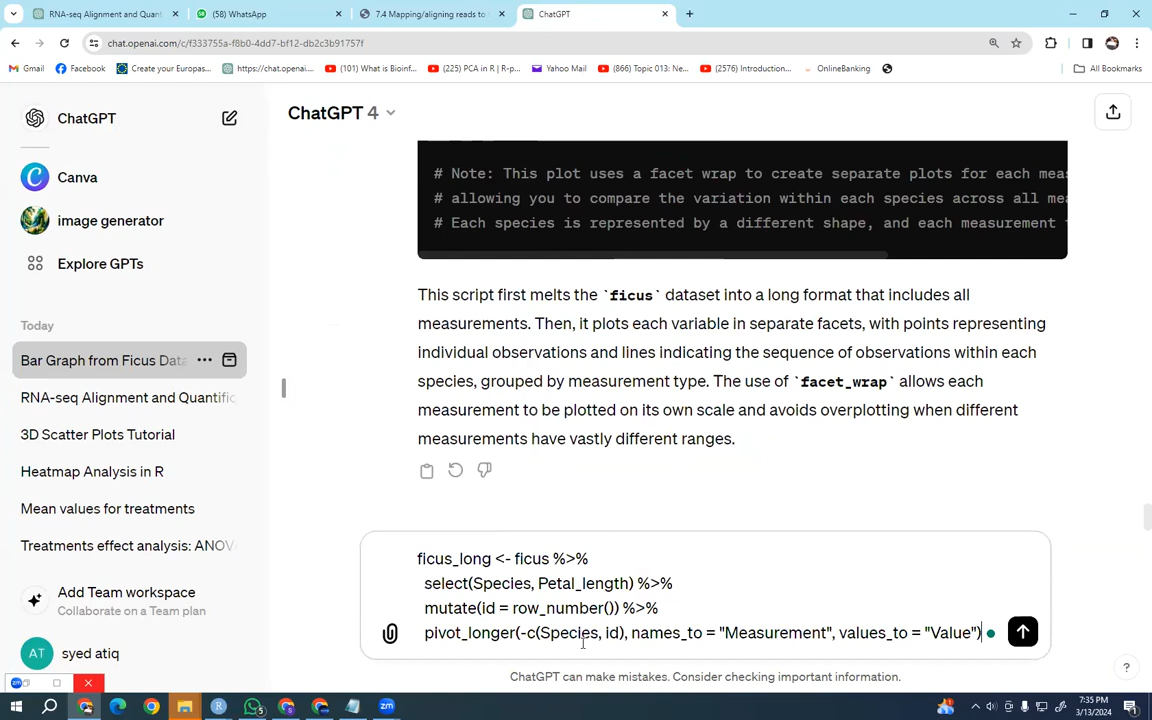 RNA-seq Alignment and Quant
(58) WhatsApp
7.4 Mapping/aligning reads to
ChatGPT
chat.openai.com/c/f333755a-f8b0-4dd7-bf12-db2c3b91757f
Gmail
Facebook
Create your Europas...
https://chat.openai....
(101) What is Bioinf...
(225) PCA in R | R-p...
Yahoo Mail
(866) Topic 013: Ne...
(2576) Introduction...
OnlineBanking
All Bookmarks
ChatGPT
Canva
image generator
Explore GPTs
Today
Bar Graph from Ficus Data
RNA-seq Alignment and Quantific
3D Scatter Plots Tutorial
Heatmap Analysis in R
Mean values for treatments
Treatments effect analysis: ANOV
Add Team workspace
Collaborate on a Team plan
AT
syed atiq
ChatGPT 4
# Note: This plot uses a facet wrap to create separate plots for each meas
# allowing you to compare the variation within each species across all mea
# Each species is represented by a different shape, and each measurement t
This script first melts the `ficus` dataset into a long format that includes all
measurements. Then, it plots each variable in separate facets, with points representing
individual observations and lines indicating the sequence of observations within each
species, grouped by measurement type. The use of `facet_wrap` allows each
measurement to be plotted on its own scale and avoids overplotting when different
measurements have vastly different ranges.
ficus_long <- ficus %>%
select(Species, Petal_length) %>%
mutate(id = row_number()) %>%
pivot_longer(-c(Species, id), names_to = "Measurement", values_to = "Value")
ChatGPT can make mistakes. Consider checking important information.
?
7:35 PM
3/13/2024